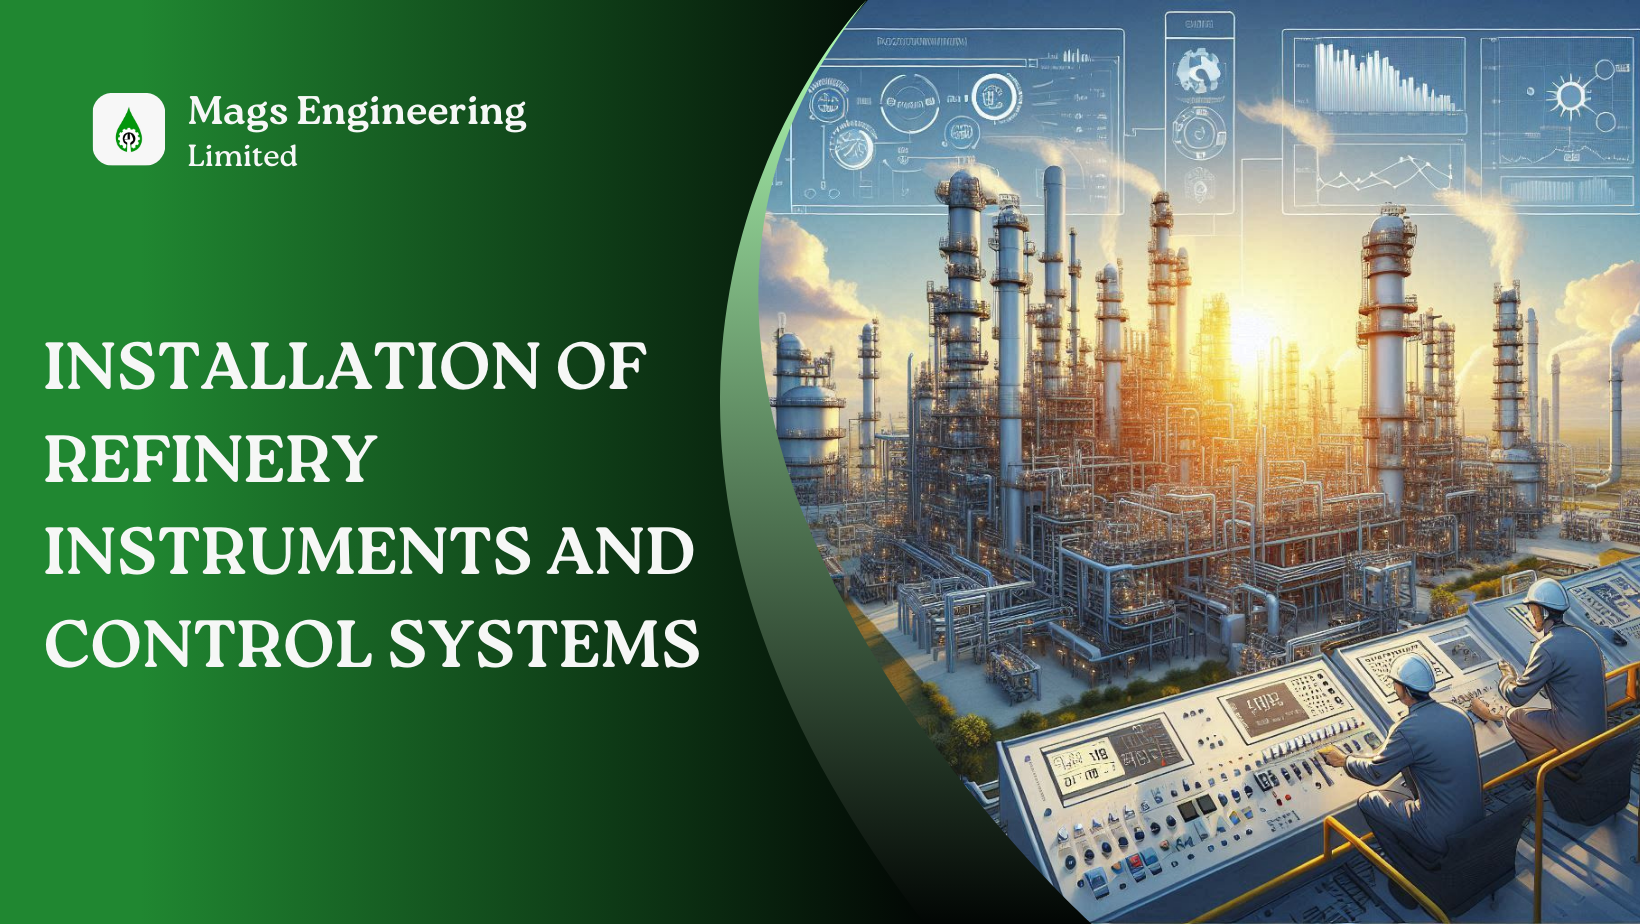 Mags Engineering
Limited
INSTALLATION OF
REFINERY
INSTRUMENTS AND
CONTROL SYSTEMS